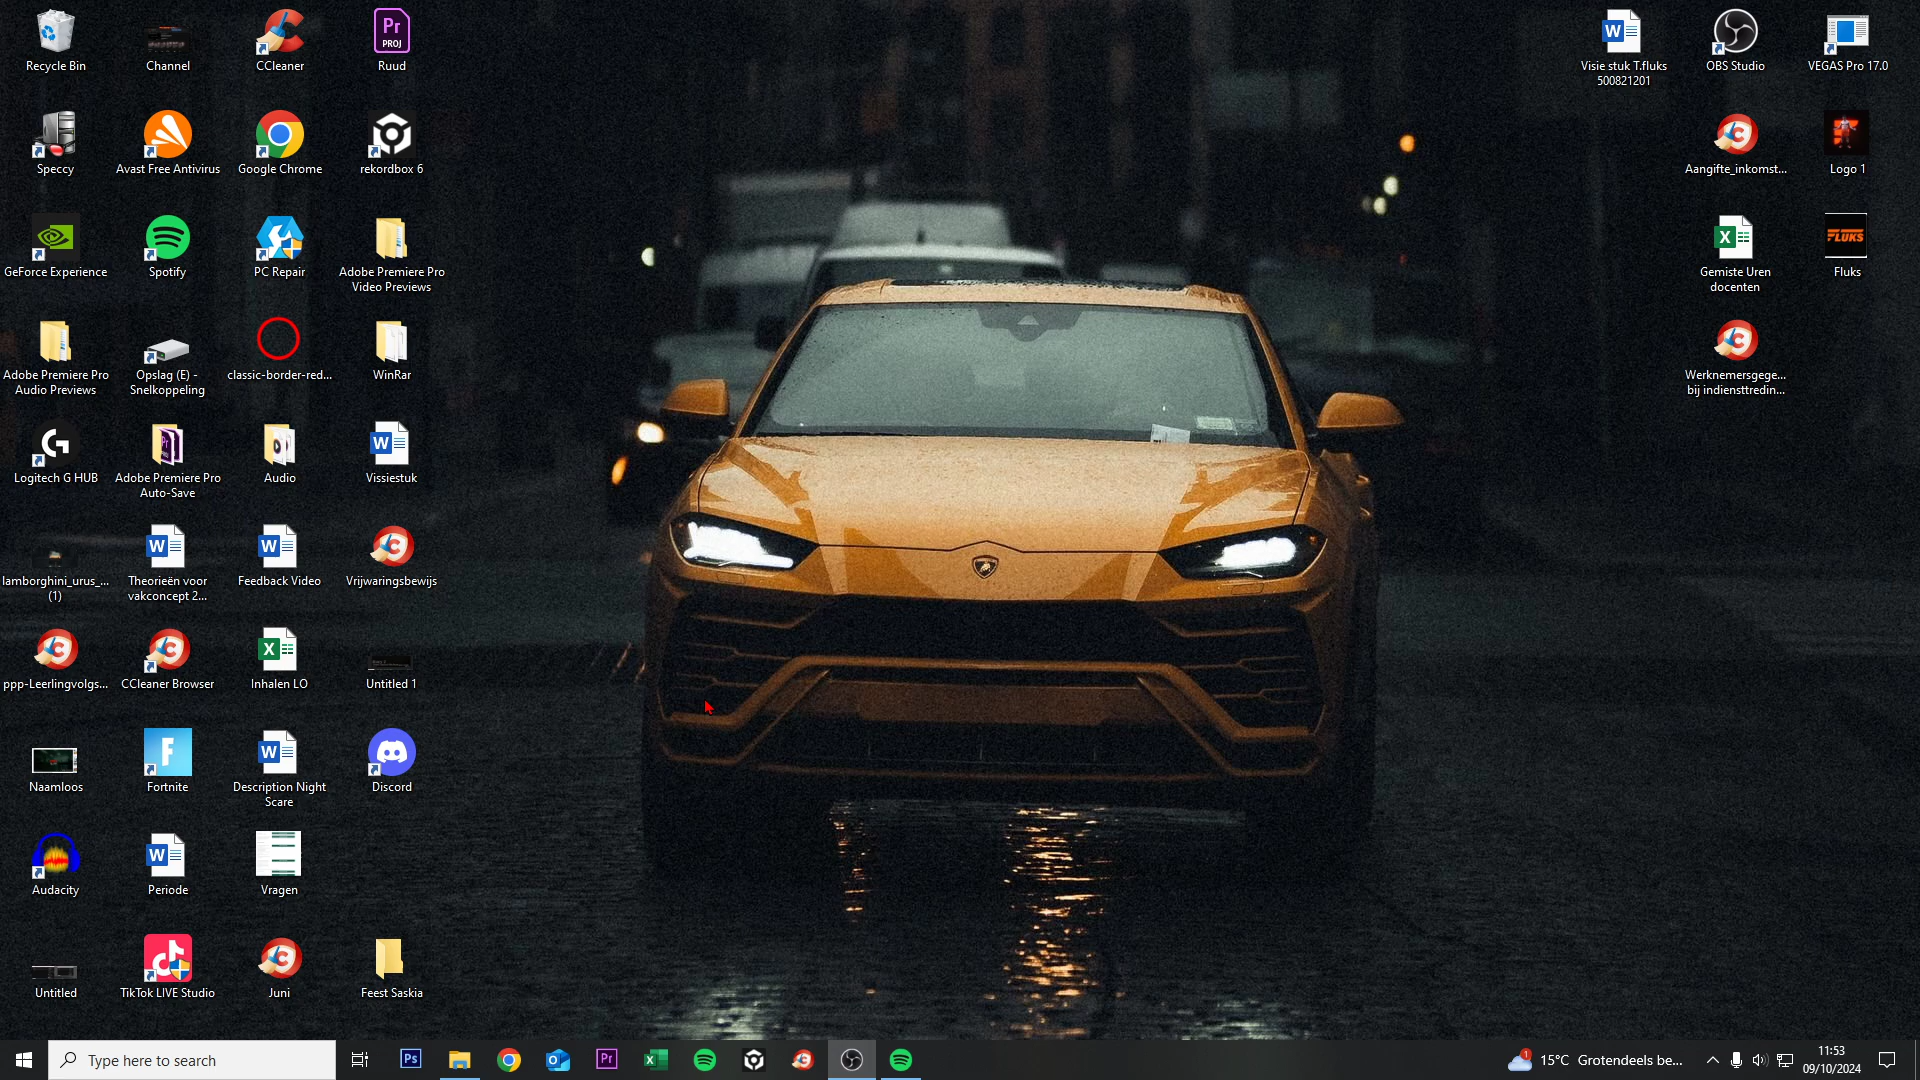 Recycle Bin
Channel
CCleaner
Pr
PROJ
Ruud
Speccy
Avast Free Antivirus
Google Chrome
rekordbox 6
GeForce Experience
Spotify
PC Repair
Adobe Premiere Pro
Video Previews
Adobe Premiere Pro
Audio Previews
Opslag (E) -
Snelkoppeling
classic-border-red...
WinRar
Logitech G HUB
Adobe Premiere Pro
Auto-Save
Audio
Vissiestuk
lamborghini_urus_...
(1)
Theorieën voor
vakconcept 2...
Feedback Video
Vrijwaringsbewijs
ppp-Leerlingvolgs...
CCleaner Browser
Inhalen LO
Untitled 1
Naamloos
Fortnite
Description Night
Scare
Discord
Audacity
Periode
Vragen
Untitled
TikTok LIVE Studio
Juni
Feest Saskia
Visie stuk T.fluks
500821201
OBS Studio
VEGAS Pro 17.0
Aangifte_inkomst...
Logo 1
Gemiste Uren
docenten
FLUKS
Fluks
Werknemersgege...
bij indiensttredin...
Type here to search
Ps
Pr
1
15°C Grotendeels be...
11:53
09/10/2024